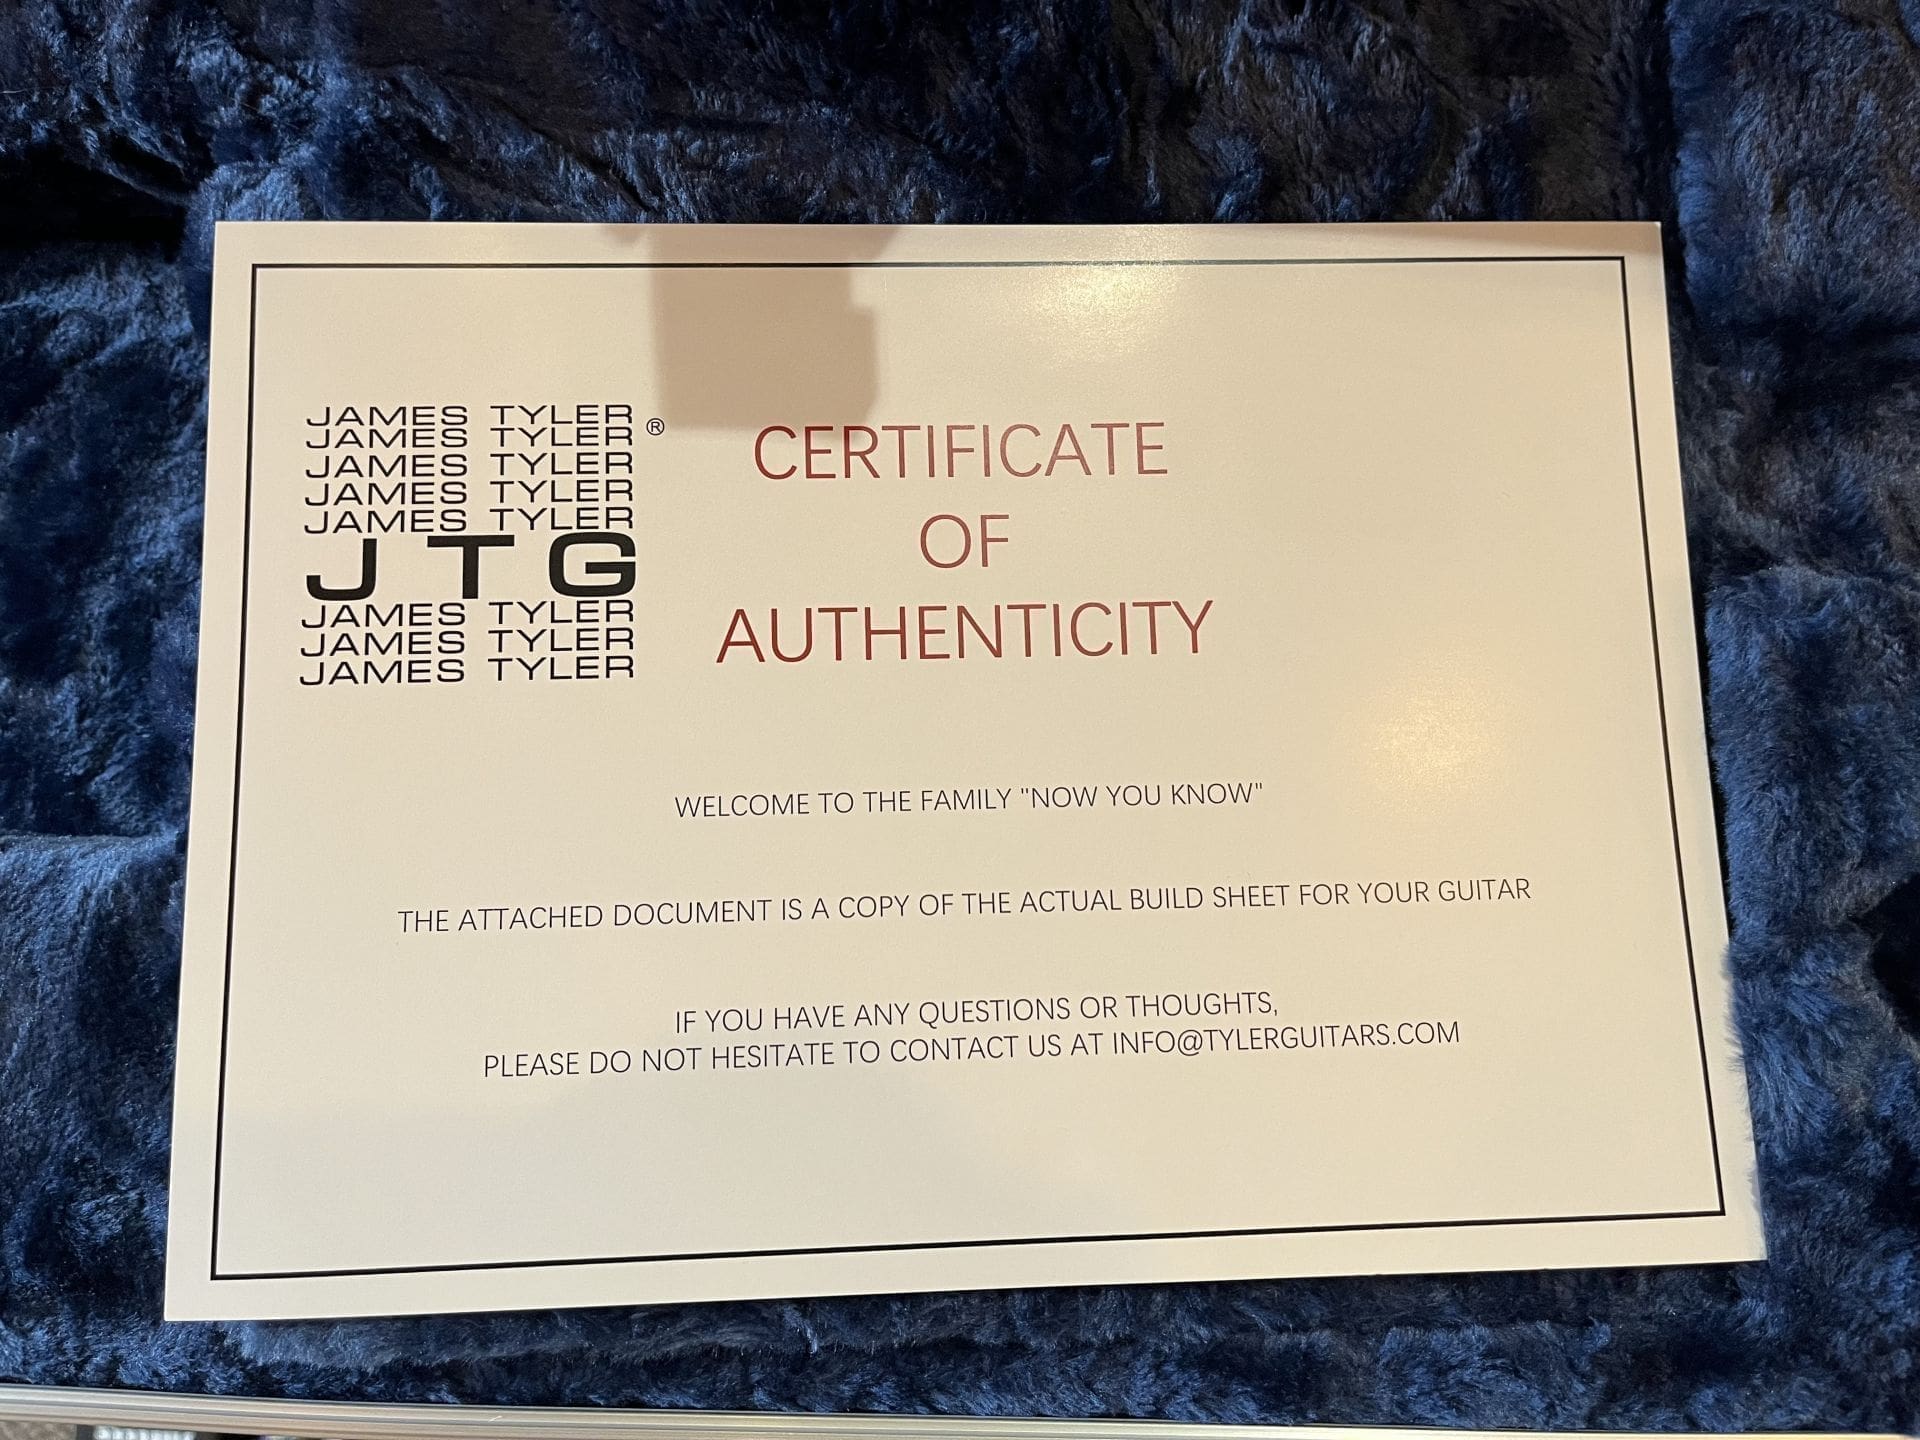 JAMES TYLER
JAMES TYLER ®
JAMES TYLER
JAMES TYLER
JAMES TYLER
JTG
JAMES TYLER
JAMES TYLER
JAMES TYLER
CERTIFICATE
OF
AUTHENTICITY
WELCOME TO THE FAMILY "NOW YOU KNOW"
THE ATTACHED DOCUMENT IS A COPY OF THE ACTUAL BUILD SHEET FOR YOUR GUITAR
IF YOU HAVE ANY QUESTIONS OR THOUGHTS,
PLEASE DO NOT HESITATE TO CONTACT US AT INFO@TYLERGUITARS.COM